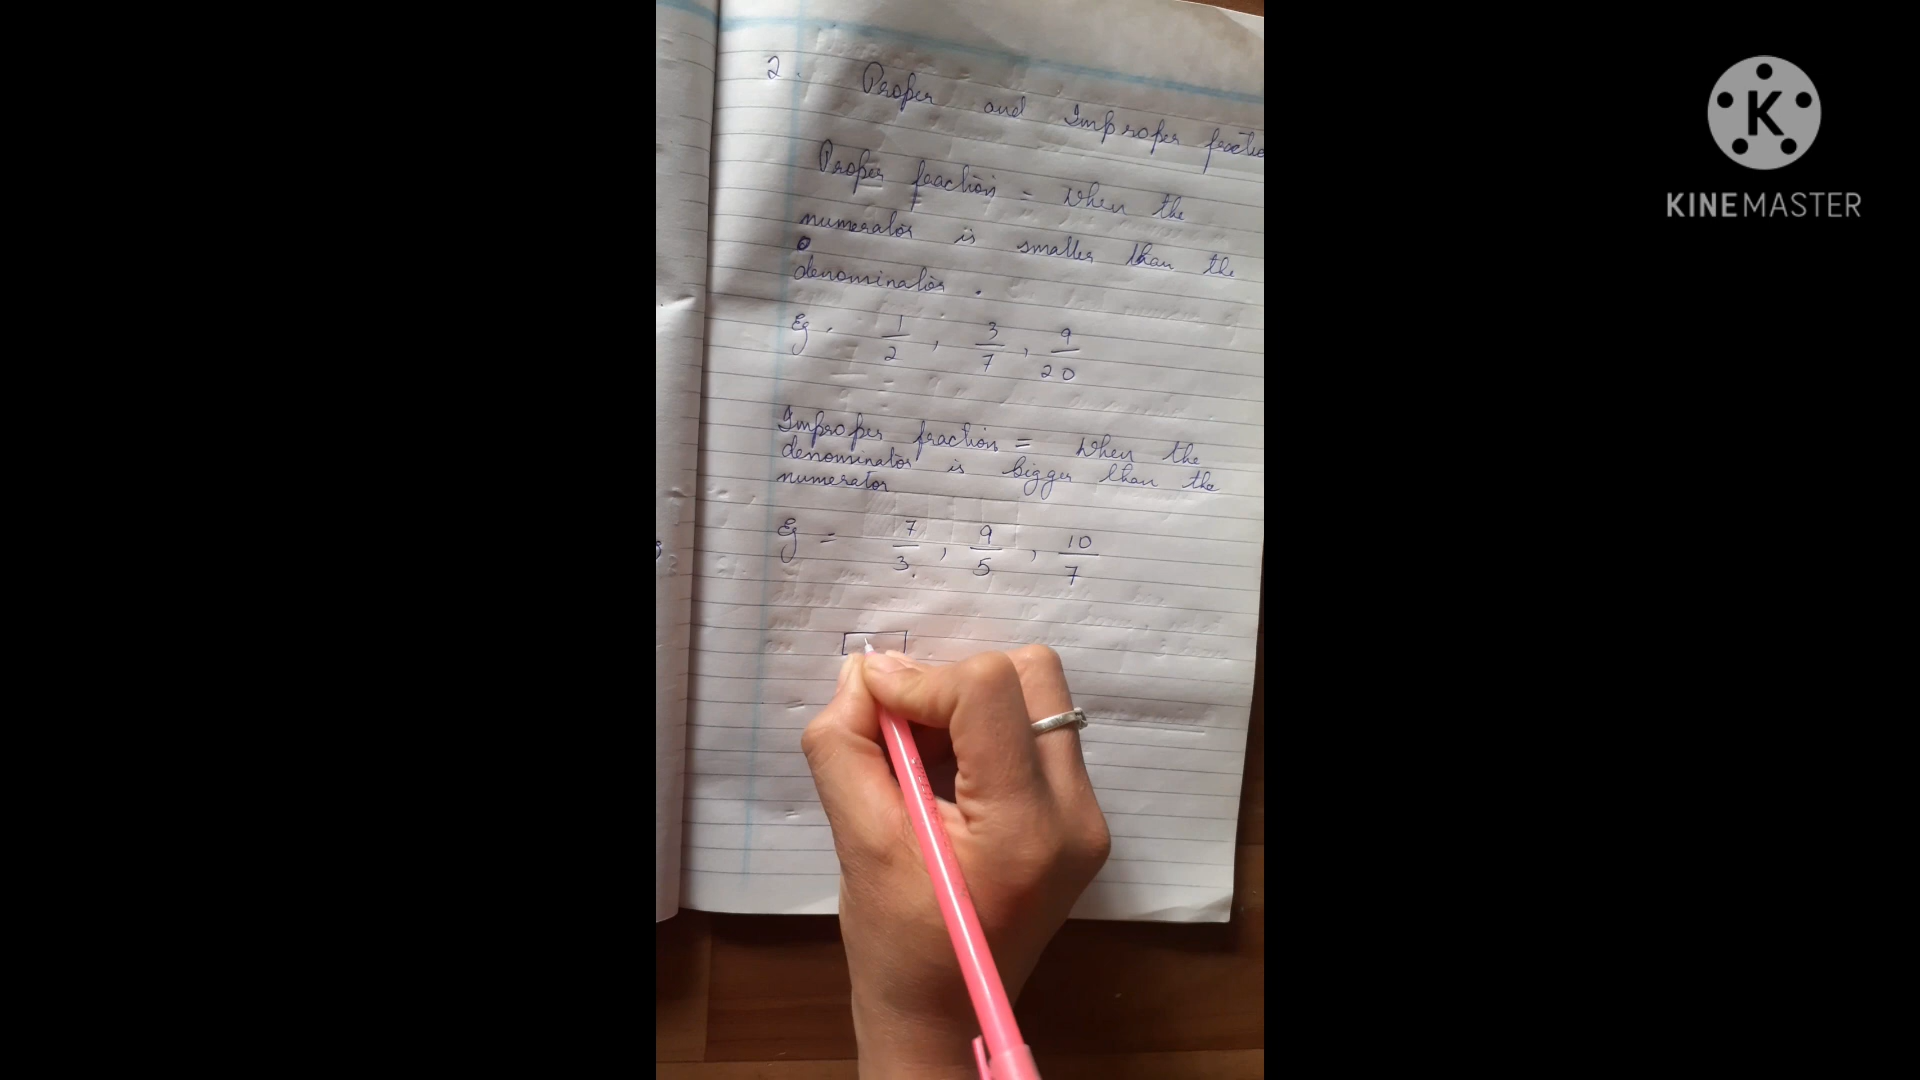 2. Proper and Improper fractio
Proper fraction = When the
numerator is smaller than the
denominator.
Eg. 1/2, 3/7, 9/20
Improper fraction = When the
denominator is bigger than the
numerator
Eg = 7/3, 9/5, 10/7
K
KINEMASTER